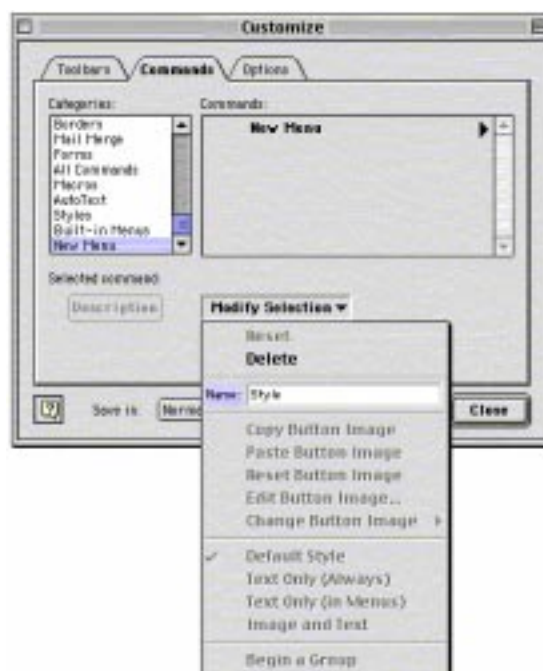 Customize
Toolbars Commands Options
Categories: Commands:
Borders
Mail Merge
Forms
All Commands
Macros
AutoText
Styles
Built-in Menus
New Menu
New Menu
Selected command:
Description Modify Selection
Reset
Delete
Name: Style
Save in: Norma Close
Copy Button Image
Paste Button Image
Reset Button Image
Edit Button Image...
Change Button Image
Default Style
Text Only (Always)
Text Only (in Menus)
Image and Text
Begin a Group